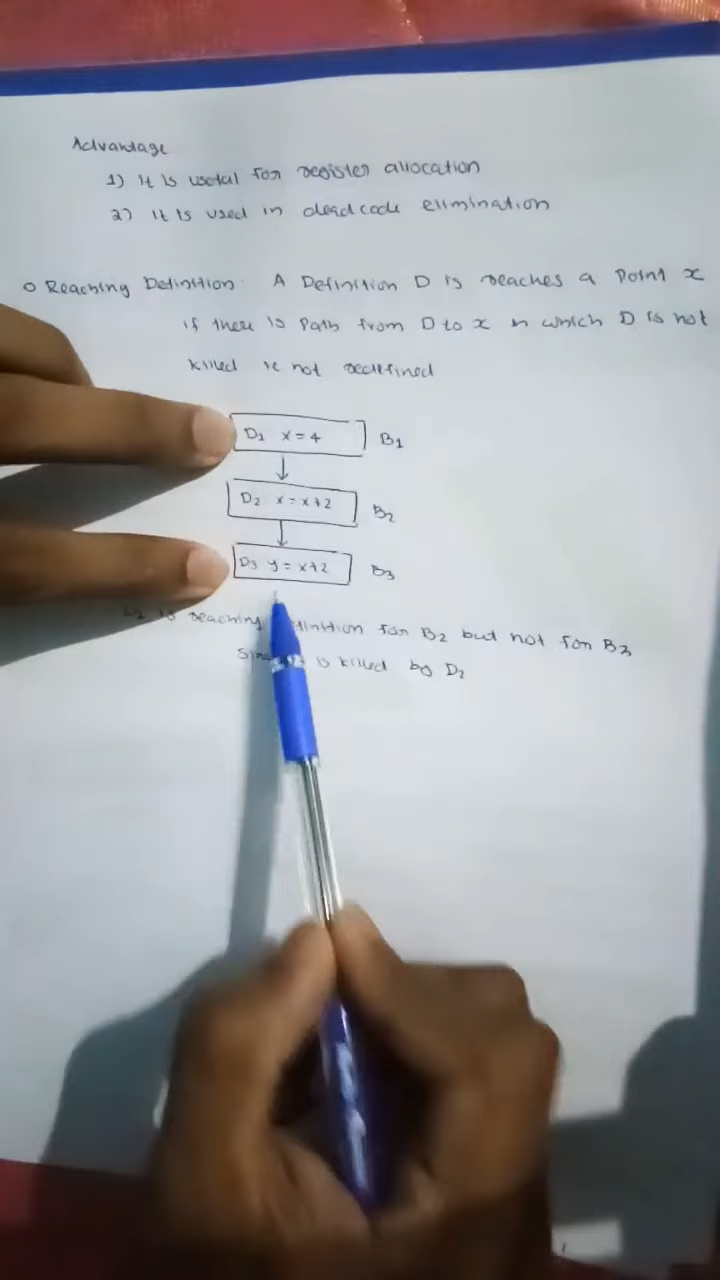 Advantage
1) It is useful for register allocation
2) It is used in deadcode elimination
o Reaching Definition: A Definition D is reaches a Point x
if there is Path from D to x in which D is not
killed ie not redefined
D1 x = 4 B1
D2 x = x+2 B2
D3 y = x+2 B3
is reaching for B2 but not for B3
is killed by D2